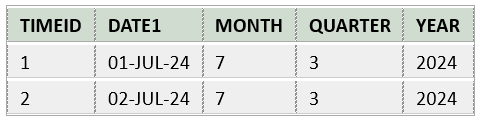 TIMEID DATE1 MONTH QUARTER YEAR
1 01-JUL-24 7 3 2024
2 02-JUL-24 7 3 2024